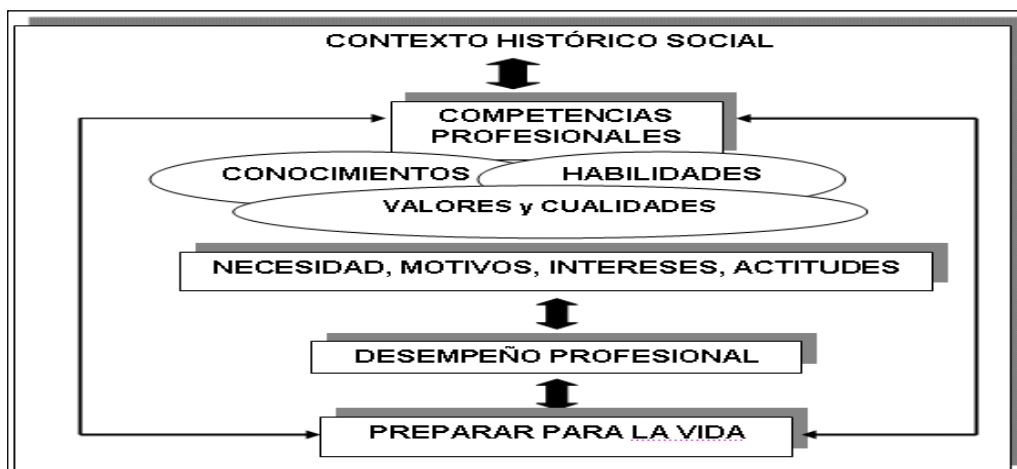 CONTEXTO HISTÓRICO SOCIAL
COMPETENCIAS
PROFESIONALES
CONOCIMIENTOS
HABILIDADES
VALORES y CUALIDADES
NECESIDAD, MOTIVOS, INTERESES, ACTITUDES
DESEMPEÑO PROFESIONAL
PREPARAR PARA LA VIDA